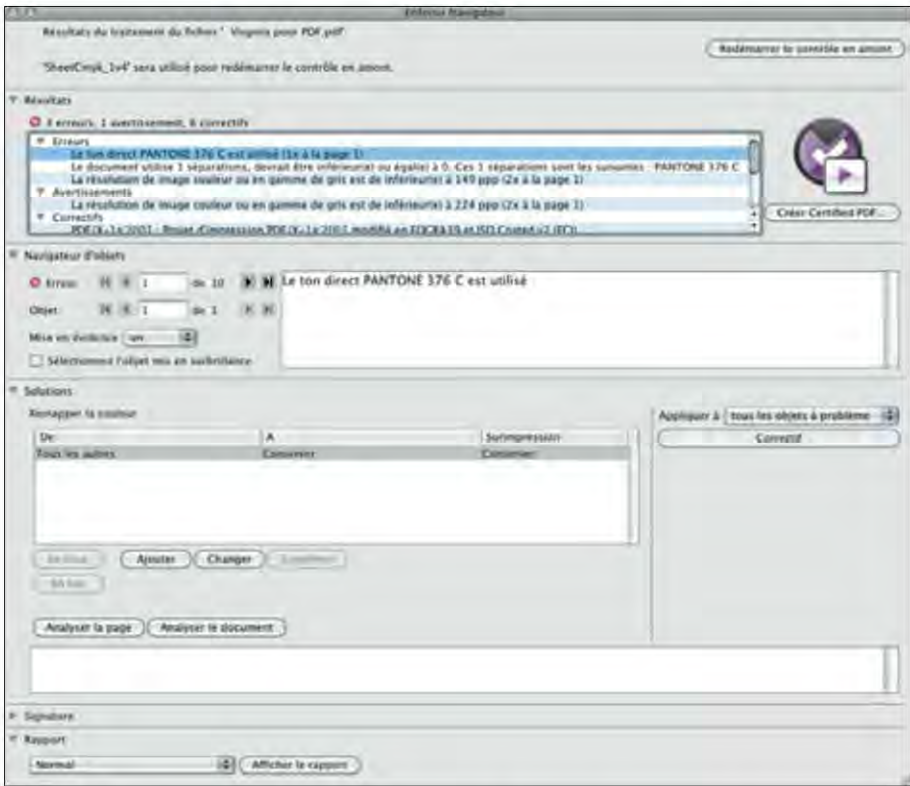 Enfocus Navigateur
Résultats du traitement du fichier " Virginia pour PDF.pdf"
Redémarrer le contrôle en amont
'SheetCmyk_1v4' sera utilisé pour redémarrer le contrôle en amont.
Résultats
3 erreurs, 1 avertissement, 6 correctifs
Erreurs
Le ton direct PANTONE 376 C est utilisé (1x à la page 1)
Le document utilise 1 séparations, devrait être inférieur(e) ou égal(e) à 0. Ces 1 séparations sont les suivantes : PANTONE 376 C
La résolution de image couleur ou en gamme de gris est de inférieur(e) à 149 ppp (2x à la page 1)
Avertissements
La résolution de image couleur ou en gamme de gris est de inférieur(e) à 224 ppp (2x à la page 1)
Correctifs
Créer Certified PDF...
Navigateur d'objets
Erreur 1 de 10
Le ton direct PANTONE 376 C est utilisé
Objet 1 de 1
Mise en évidence un
Sélectionnez l'objet mis en surbrillance
Solutions
Remapper la couleur
Appliquer à tous les objets à problème
De A Surimpression
Correctif
Tous les autres Conserver Conserver
Ajouter Changer Supprimer
Analyser la page Analyser le document
Signature
Rapport
Normal Afficher le rapport